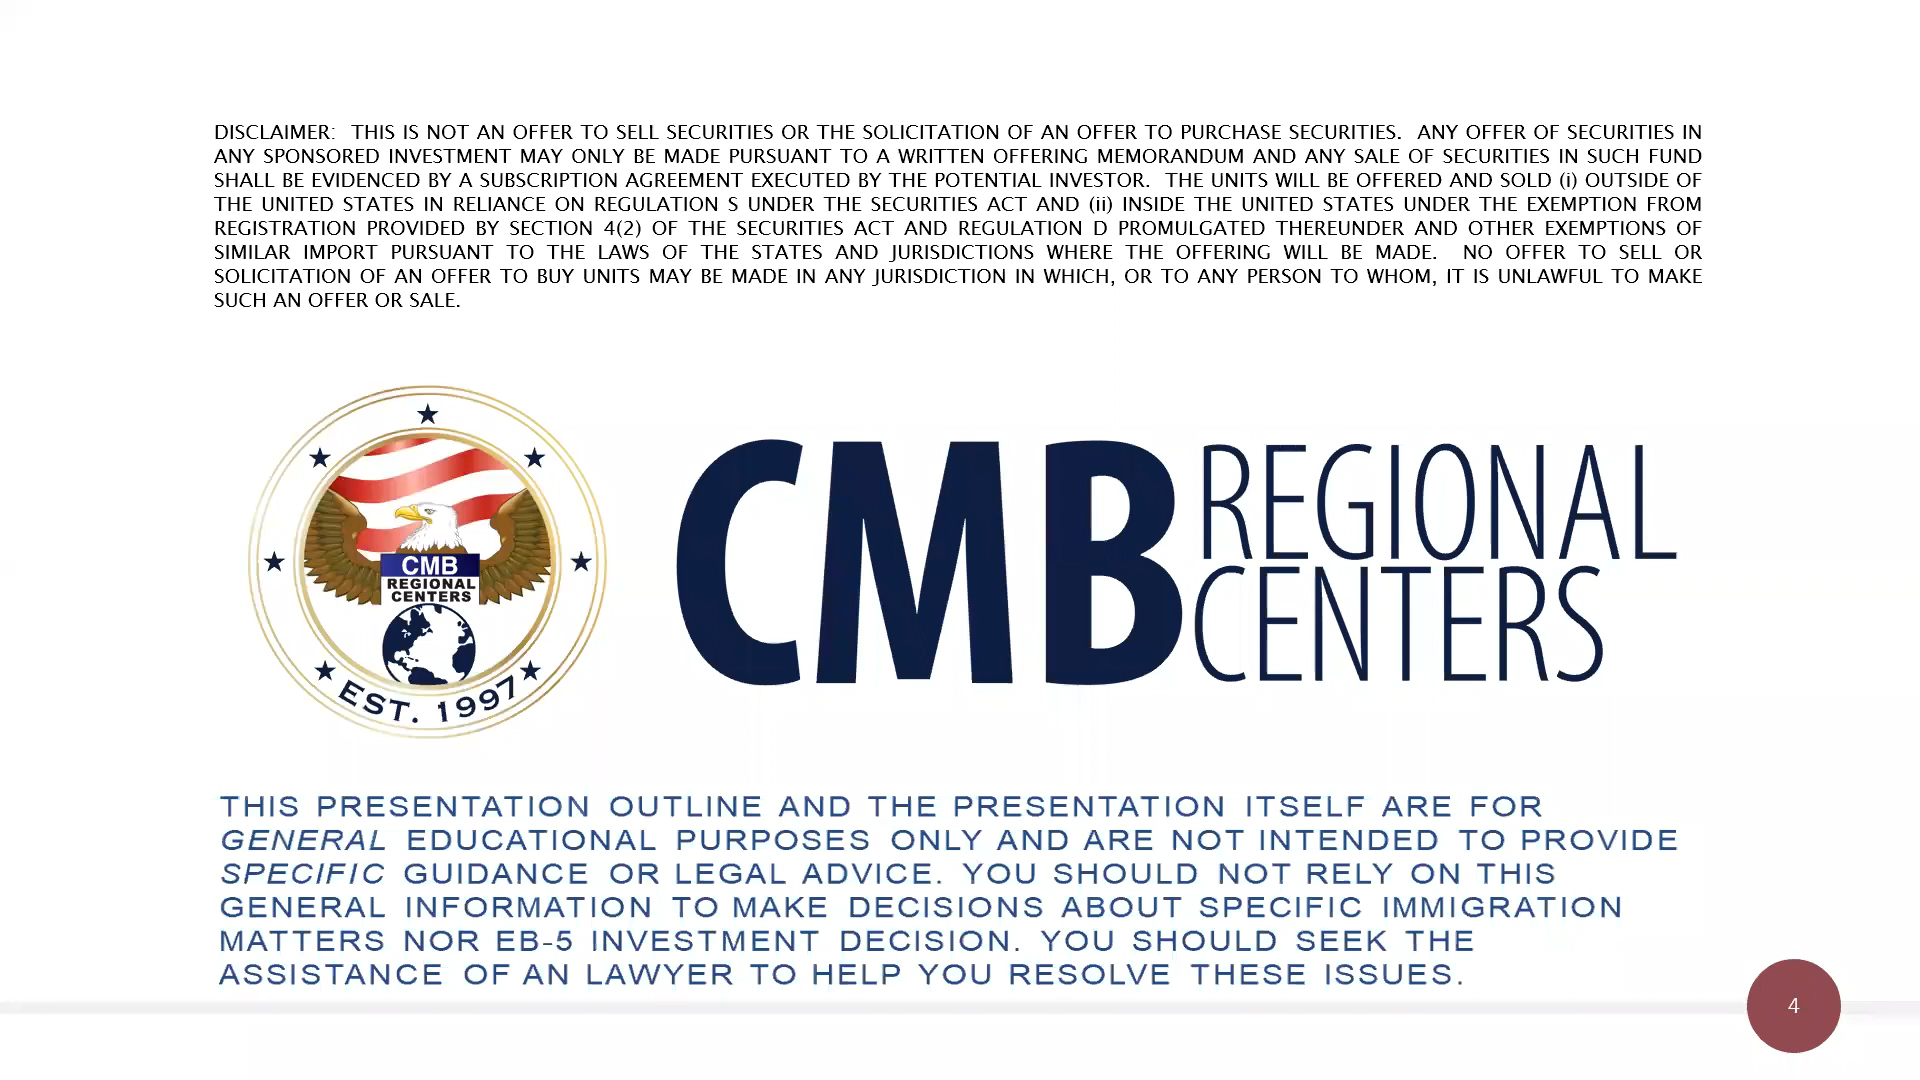 DISCLAIMER: THIS IS NOT AN OFFER TO SELL SECURITIES OR THE SOLICITATION OF AN OFFER TO PURCHASE SECURITIES. ANY OFFER OF SECURITIES IN
ANY SPONSORED INVESTMENT MAY ONLY BE MADE PURSUANT TO A WRITTEN OFFERING MEMORANDUM AND ANY SALE OF SECURITIES IN SUCH FUND
SHALL BE EVIDENCED BY A SUBSCRIPTION AGREEMENT EXECUTED BY THE POTENTIAL INVESTOR. THE UNITS WILL BE OFFERED AND SOLD (i) OUTSIDE OF
THE UNITED STATES IN RELIANCE ON REGULATION S UNDER THE SECURITIES ACT AND (ii) INSIDE THE UNITED STATES UNDER THE EXEMPTION FROM
REGISTRATION PROVIDED BY SECTION 4(2) OF THE SECURITIES ACT AND REGULATION D PROMULGATED THEREUNDER AND OTHER EXEMPTIONS OF
SIMILAR IMPORT PURSUANT TO THE LAWS OF THE STATES AND JURISDICTIONS WHERE THE OFFERING WILL BE MADE. NO OFFER TO SELL OR
SOLICITATION OF AN OFFER TO BUY UNITS MAY BE MADE IN ANY JURISDICTION IN WHICH, OR TO ANY PERSON TO WHOM, IT IS UNLAWFUL TO MAKE
SUCH AN OFFER OR SALE.
CMB
REGIONAL
CENTERS
EST. 1997
CMB REGIONAL
CENTERS
THIS PRESENTATION OUTLINE AND THE PRESENTATION ITSELF ARE FOR
GENERAL EDUCATIONAL PURPOSES ONLY AND ARE NOT INTENDED TO PROVIDE
SPECIFIC GUIDANCE OR LEGAL ADVICE. YOU SHOULD NOT RELY ON THIS
GENERAL INFORMATION TO MAKE DECISIONS ABOUT SPECIFIC IMMIGRATION
MATTERS NOR EB-5 INVESTMENT DECISION. YOU SHOULD SEEK THE
ASSISTANCE OF AN LAWYER TO HELP YOU RESOLVE THESE ISSUES.
4